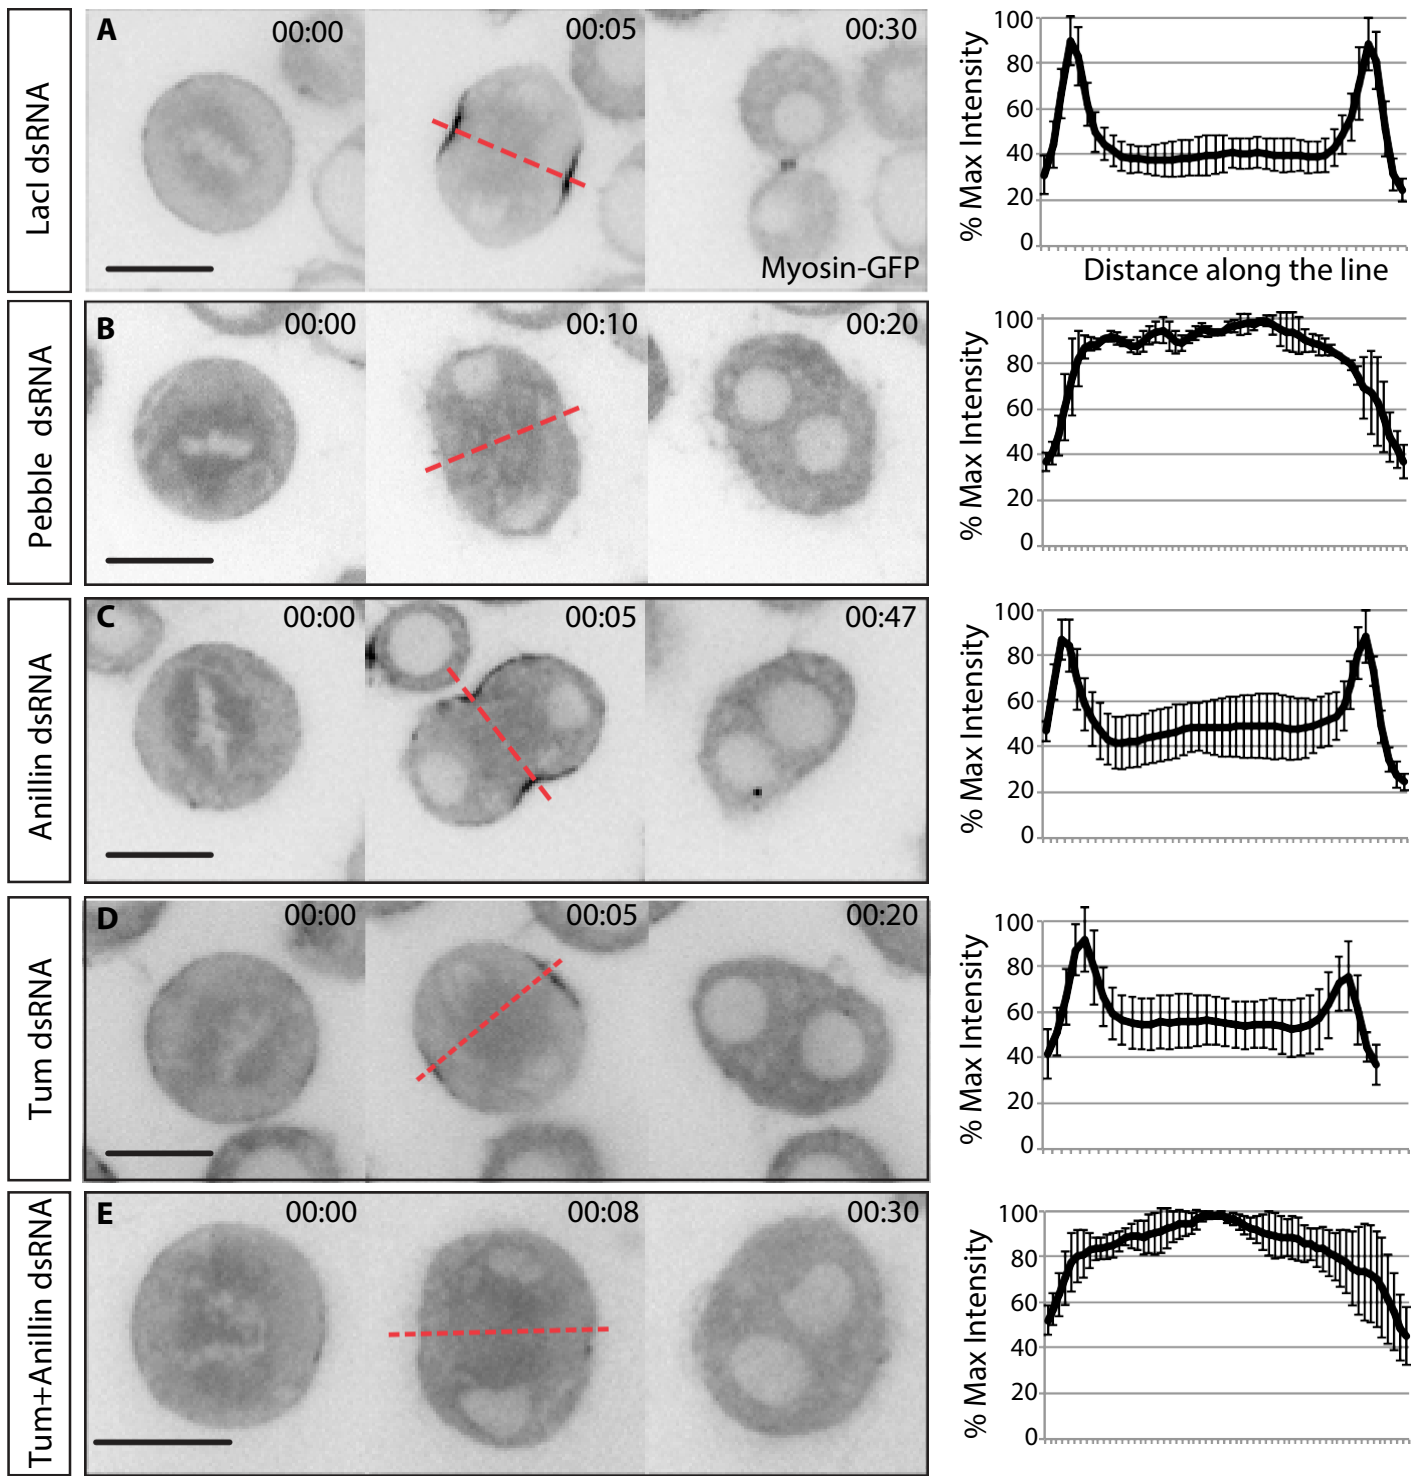 LacI dsRNA
A
00:00
00:05
00:30
Myosin-GFP
% Max Intensity
100
80
60
40
20
0
Distance along the line
Pebble dsRNA
B
00:00
00:10
00:20
% Max Intensity
100
80
60
40
20
0
Anillin dsRNA
C
00:00
00:05
00:47
% Max Intensity
100
80
60
40
20
0
Tum dsRNA
D
00:00
00:05
00:20
% Max Intensity
100
80
60
40
20
0
Tum+Anillin dsRNA
E
00:00
00:08
00:30
% Max Intensity
100
80
60
40
20
0